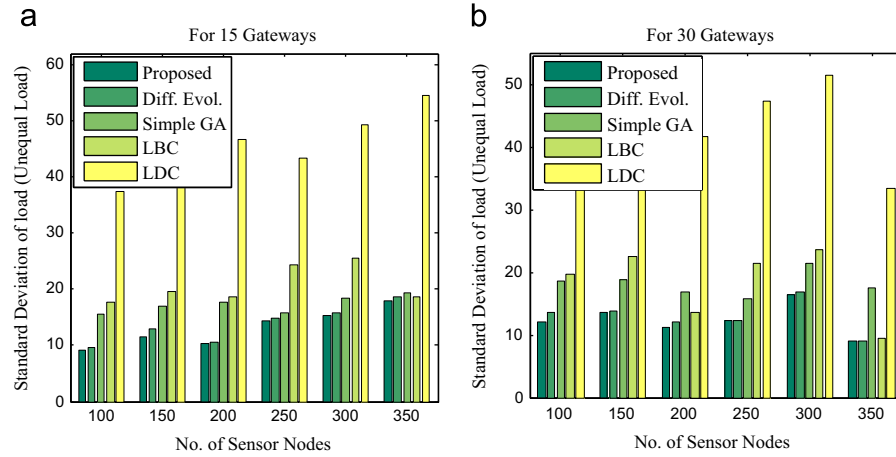 a
For 15 Gateways
Standard Deviation of load (Unequal Load)
60
50
40
30
20
10
0
Proposed
Diff. Evol.
Simple GA
LBC
LDC
100 150 200 250 300 350
No. of Sensor Nodes
b
For 30 Gateways
Standard Deviation of load (Unequal Load)
50
40
30
20
10
0
Proposed
Diff. Evol.
Simple GA
LBC
LDC
100 150 200 250 300 350
No. of Sensor Nodes